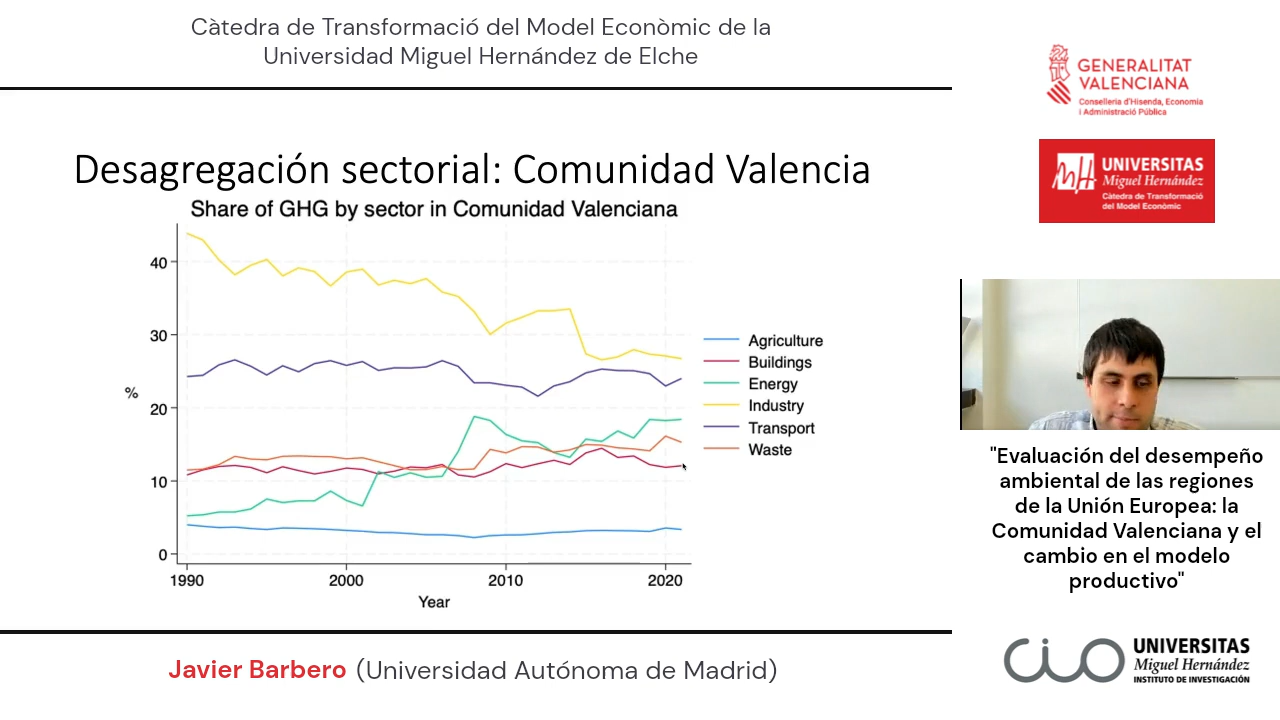 Càtedra de Transformació del Model Econòmic de la
Universidad Miguel Hernández de Elche
Desagregación sectorial: Comunidad Valencia
Share of GHG by sector in Comunidad Valenciana
40
30
20
10
0
%
1990
2000
2010
2020
Year
Agriculture
Buildings
Energy
Industry
Transport
Waste
Javier Barbero (Universidad Autónoma de Madrid)
GENERALITAT
VALENCIANA
Conselleria d'Hisenda, Economia
i Administració Pública
UNIVERSITAS
Miguel Hernández
Càtedra de Transformació
del Model Econòmic
"Evaluación del desempeño
ambiental de las regiones
de la Unión Europea: la
Comunidad Valenciana y el
cambio en el modelo
productivo"
CIO
UNIVERSITAS
Miguel Hernández
INSTITUTO DE INVESTIGACIÓN